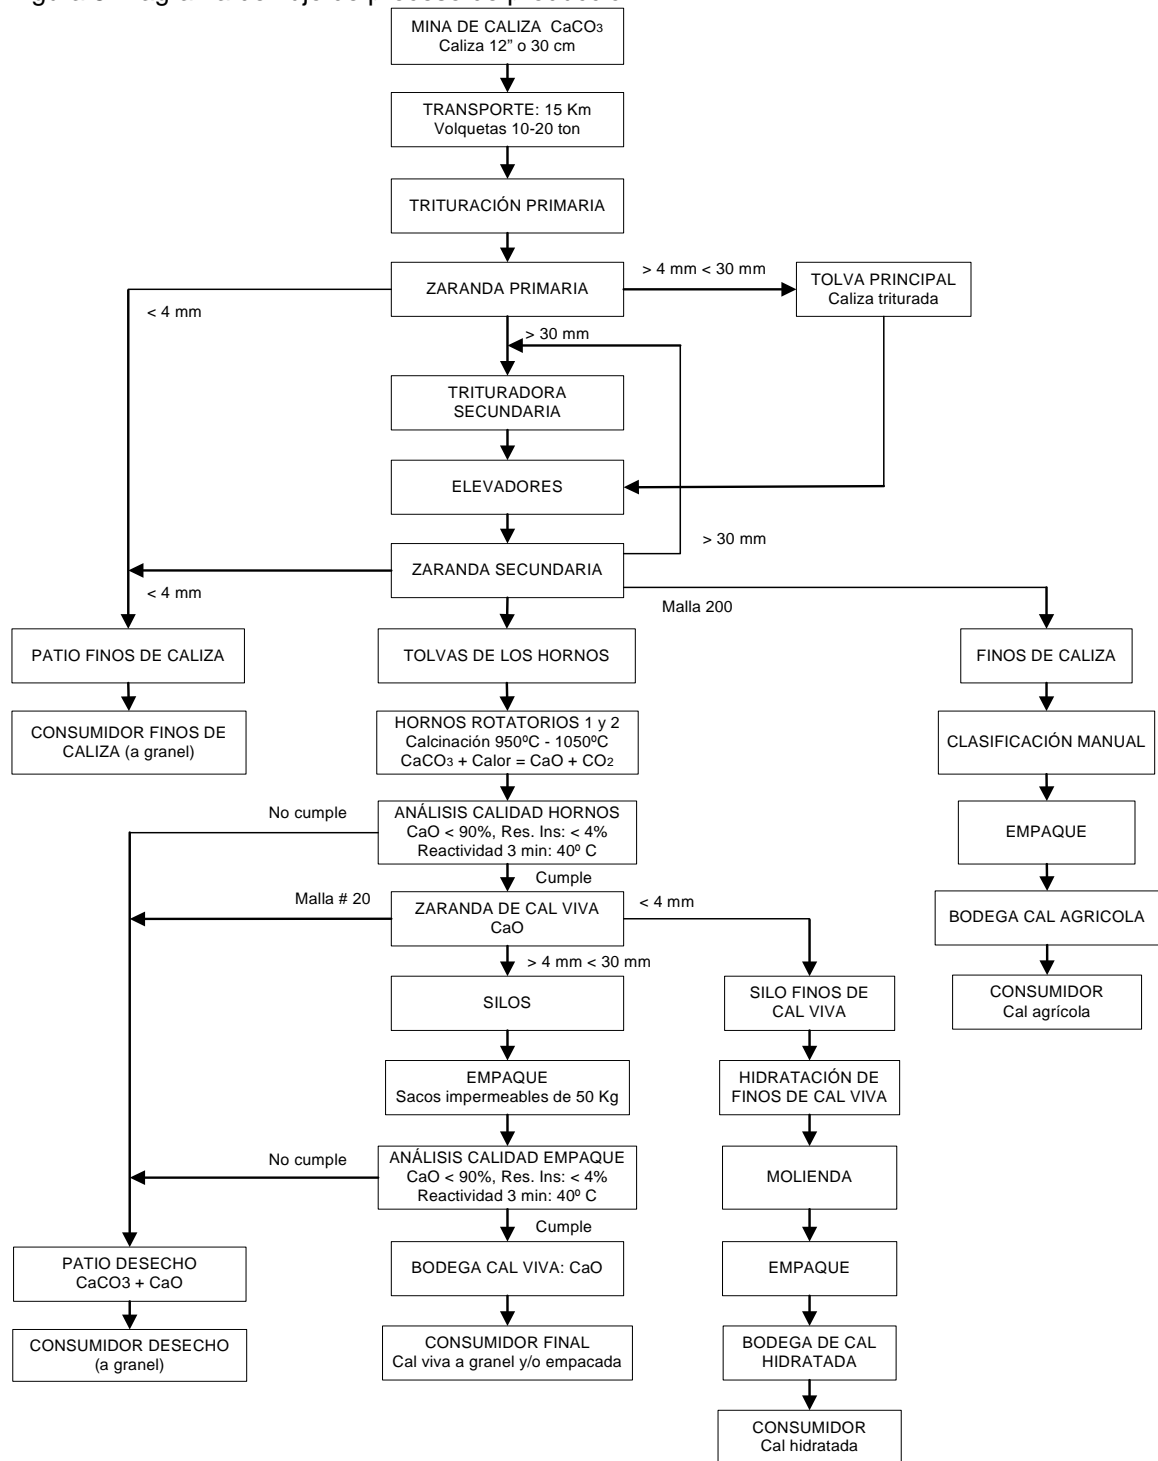 MINA DE CALIZA CaCO3
Caliza 12” o 30 cm
TRANSPORTE: 15 Km
Volquetas 10-20 ton
TRITURACIÓN PRIMARIA
ZARANDA PRIMARIA
> 4 mm < 30 mm
TOLVA PRINCIPAL
Caliza triturada
< 4 mm
> 30 mm
TRITURADORA
SECUNDARIA
ELEVADORES
> 30 mm
ZARANDA SECUNDARIA
< 4 mm
Malla 200
PATIO FINOS DE CALIZA
TOLVAS DE LOS HORNOS
FINOS DE CALIZA
CONSUMIDOR FINOS DE
CALIZA (a granel)
HORNOS ROTATORIOS 1 y 2
Calcinación 950ºC - 1050ºC
CaCO3 + Calor = CaO + CO2
CLASIFICACIÓN MANUAL
No cumple
ANÁLISIS CALIDAD HORNOS
CaO < 90%, Res. Ins: < 4%
Reactividad 3 min: 40º C
EMPAQUE
Cumple
Malla # 20
ZARANDA DE CAL VIVA
CaO
< 4 mm
BODEGA CAL AGRICOLA
> 4 mm < 30 mm
SILOS
SILO FINOS DE
CAL VIVA
CONSUMIDOR
Cal agrícola
EMPAQUE
Sacos impermeables de 50 Kg
HIDRATACIÓN DE
FINOS DE CAL VIVA
No cumple
ANÁLISIS CALIDAD EMPAQUE
CaO < 90%, Res. Ins: < 4%
Reactividad 3 min: 40º C
MOLIENDA
Cumple
PATIO DESECHO
CaCO3 + CaO
BODEGA CAL VIVA: CaO
EMPAQUE
CONSUMIDOR DESECHO
(a granel)
CONSUMIDOR FINAL
Cal viva a granel y/o empacada
BODEGA DE CAL
HIDRATADA
CONSUMIDOR
Cal hidratada